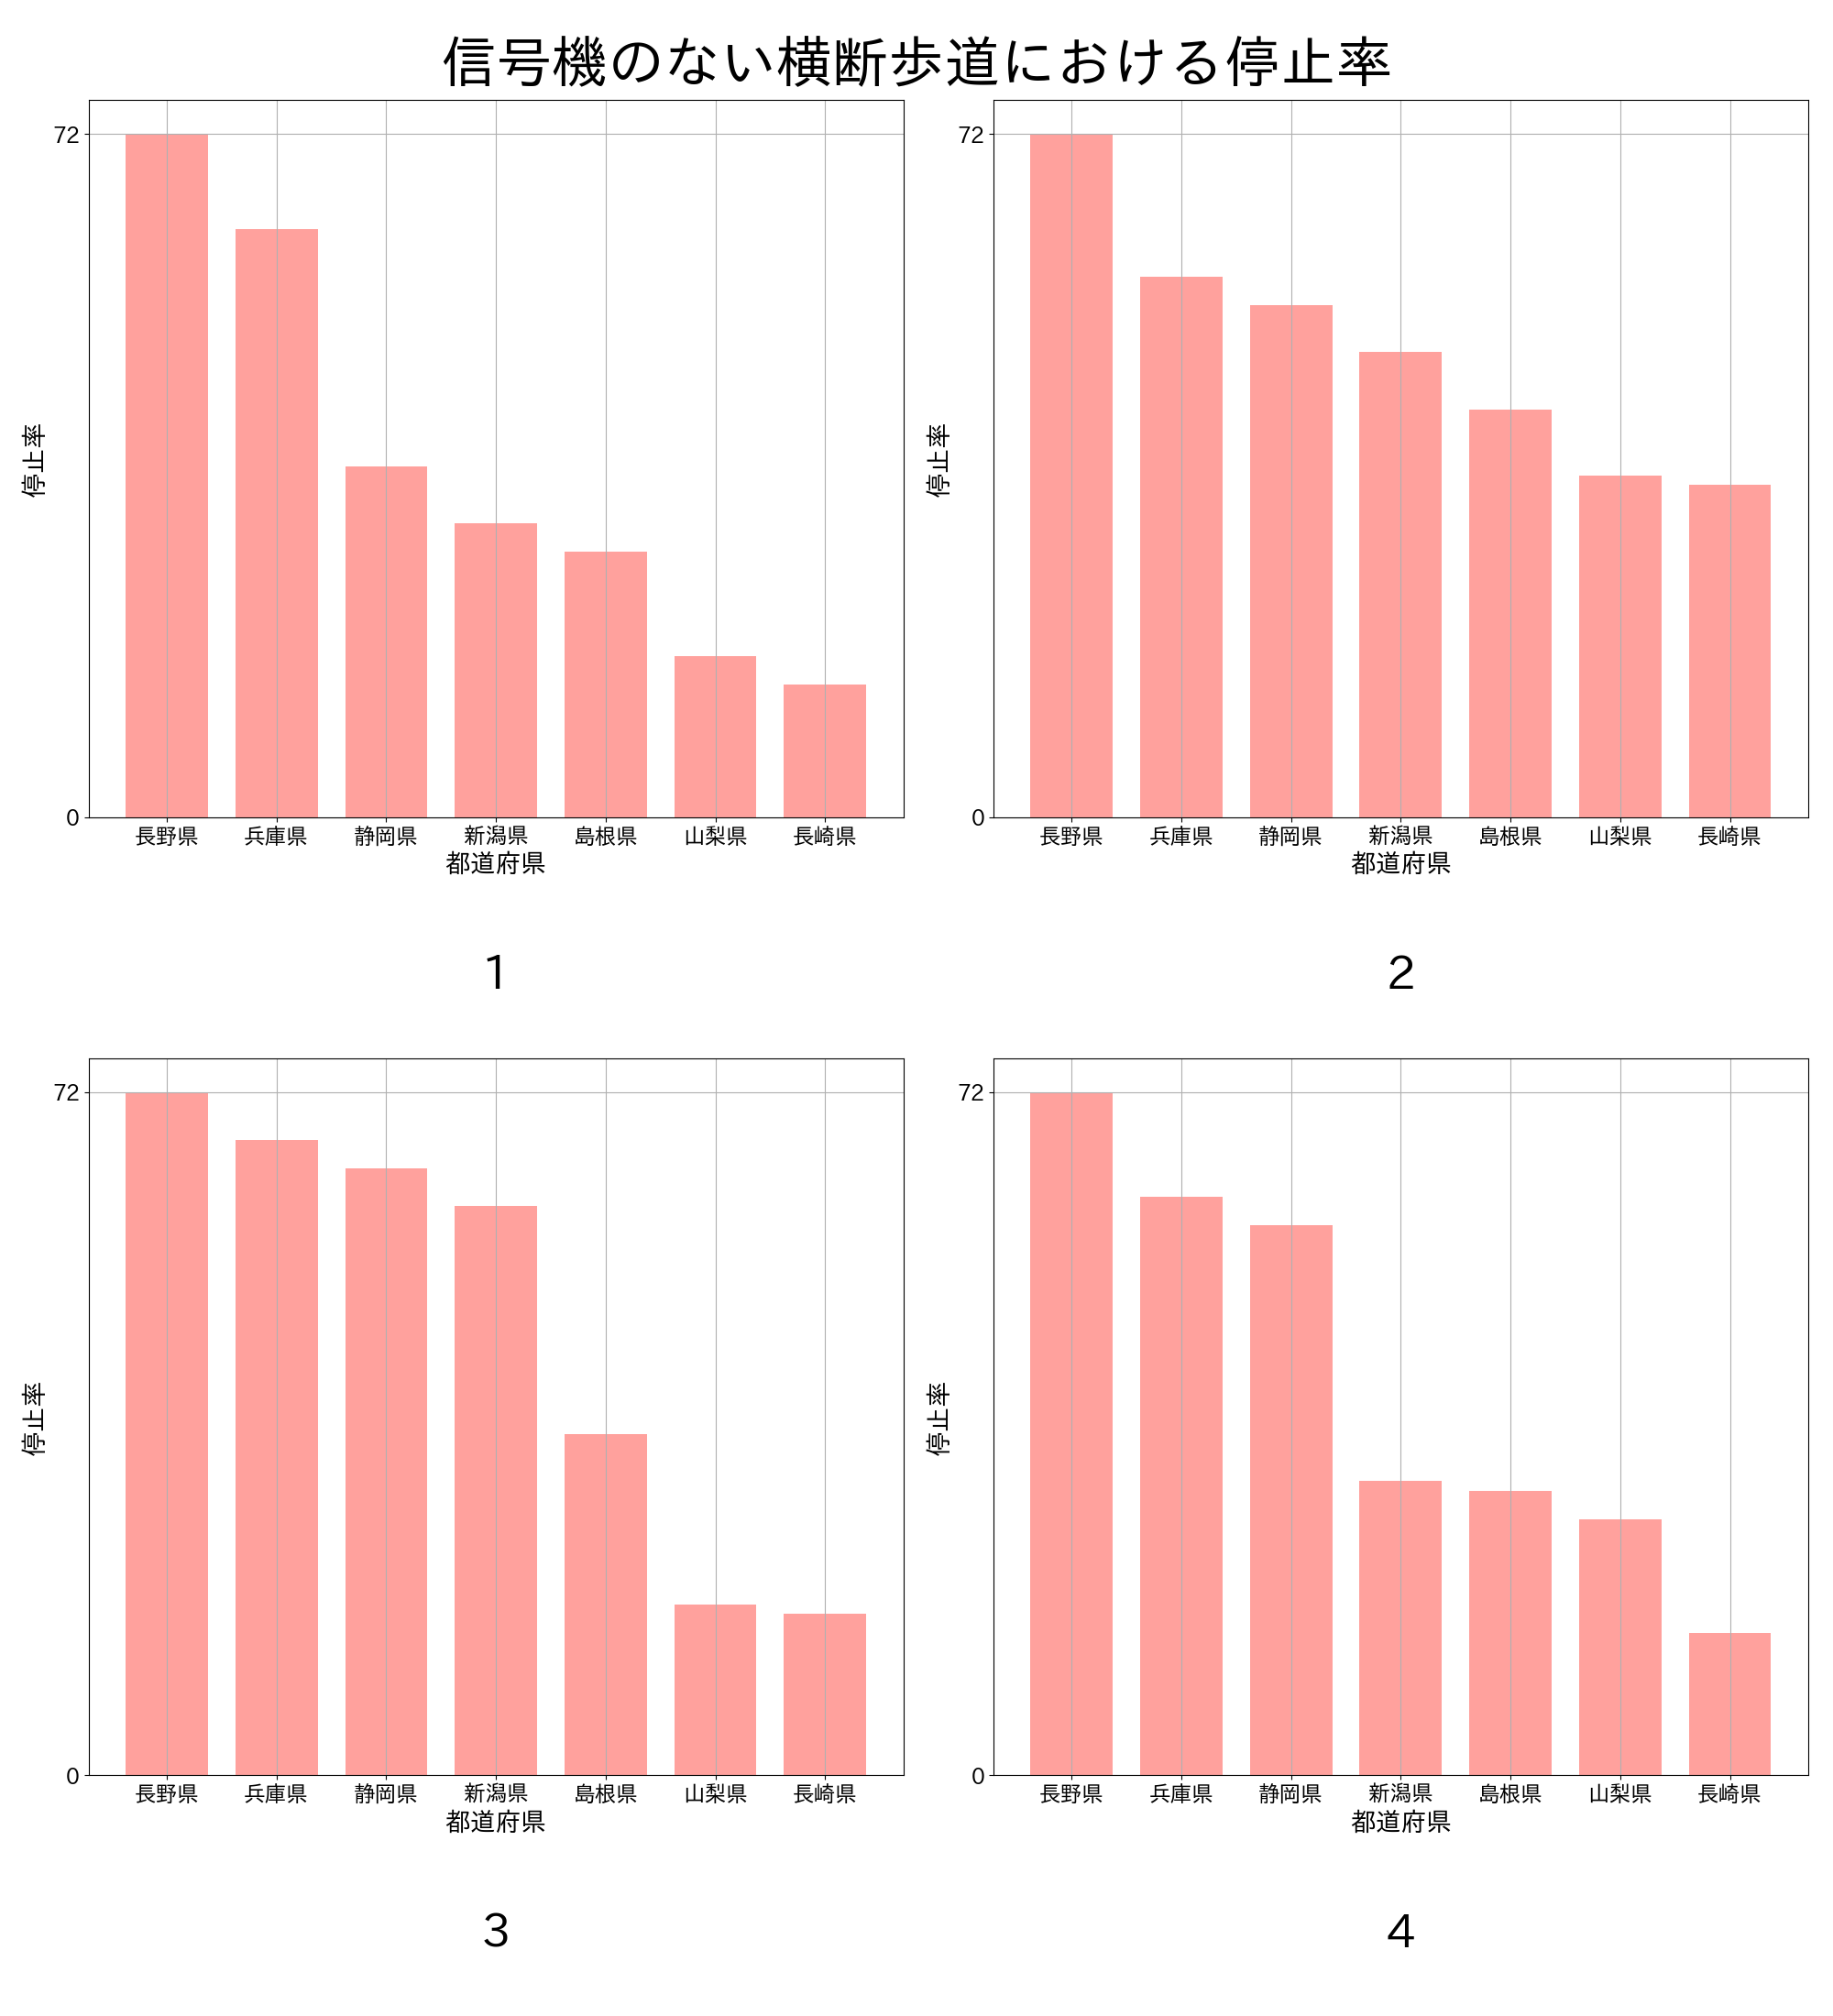 信号機のない横断歩道における停止率
72
0
停止率
長野県 兵庫県 静岡県 新潟県 島根県 山梨県 長崎県
都道府県
1
72
0
停止率
長野県 兵庫県 静岡県 新潟県 島根県 山梨県 長崎県
都道府県
2
72
0
停止率
長野県 兵庫県 静岡県 新潟県 島根県 山梨県 長崎県
都道府県
3
72
0
停止率
長野県 兵庫県 静岡県 新潟県 島根県 山梨県 長崎県
都道府県
4